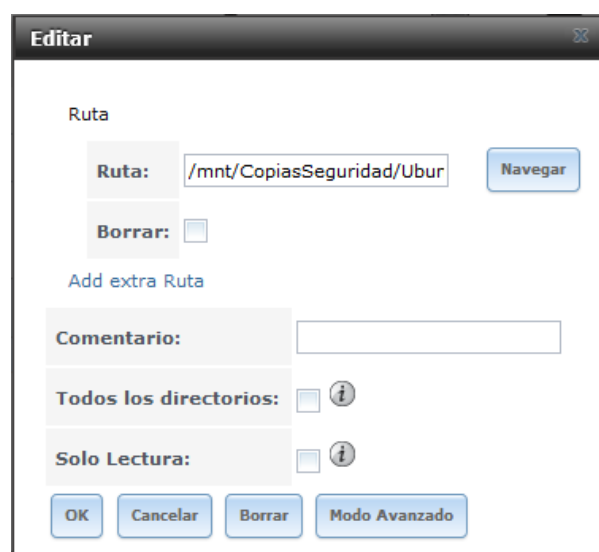 Editar
Ruta
Ruta: /mnt/CopiasSeguridad/Ubur Navegar
Borrar:
Add extra Ruta
Comentario:
Todos los directorios: i
Solo Lectura: i
OK Cancelar Borrar Modo Avanzado